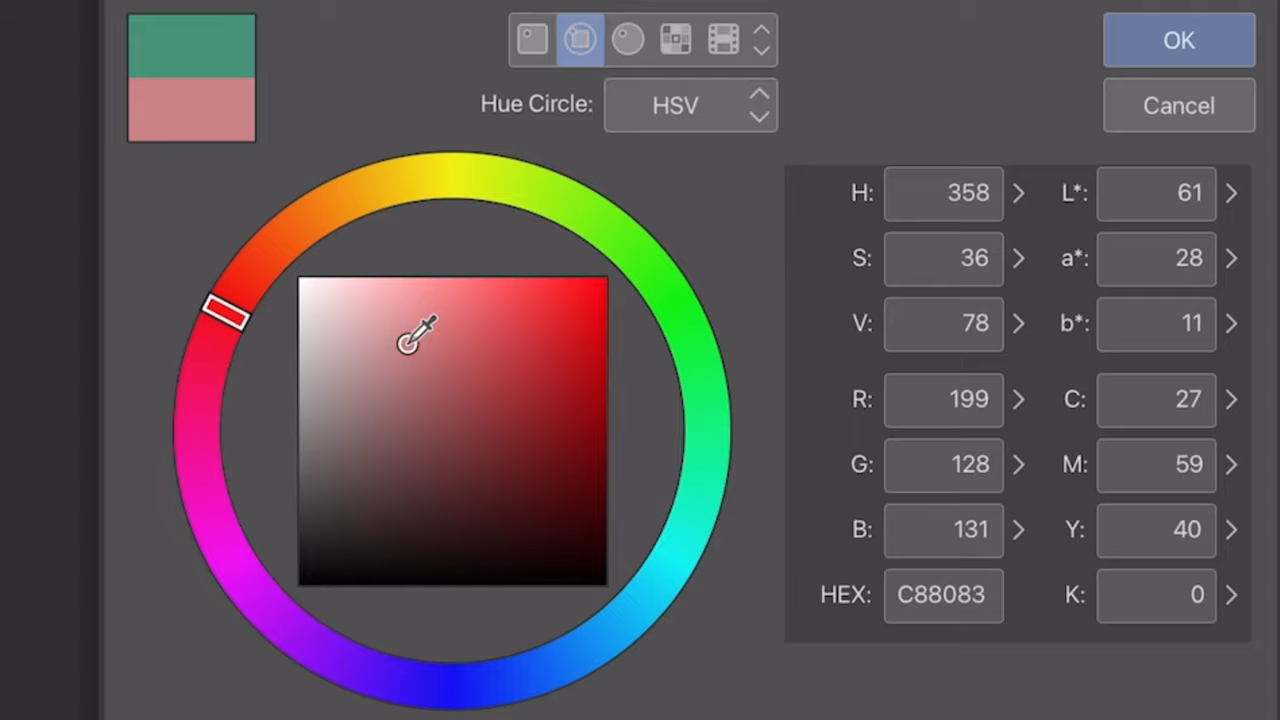 OK
Hue Circle: HSV
Cancel
H: 358
L*: 61
S: 36
a*: 28
V: 78
b*: 11
R: 199
C: 27
G: 128
M: 59
B: 131
Y: 40
HEX: C88083
K: 0